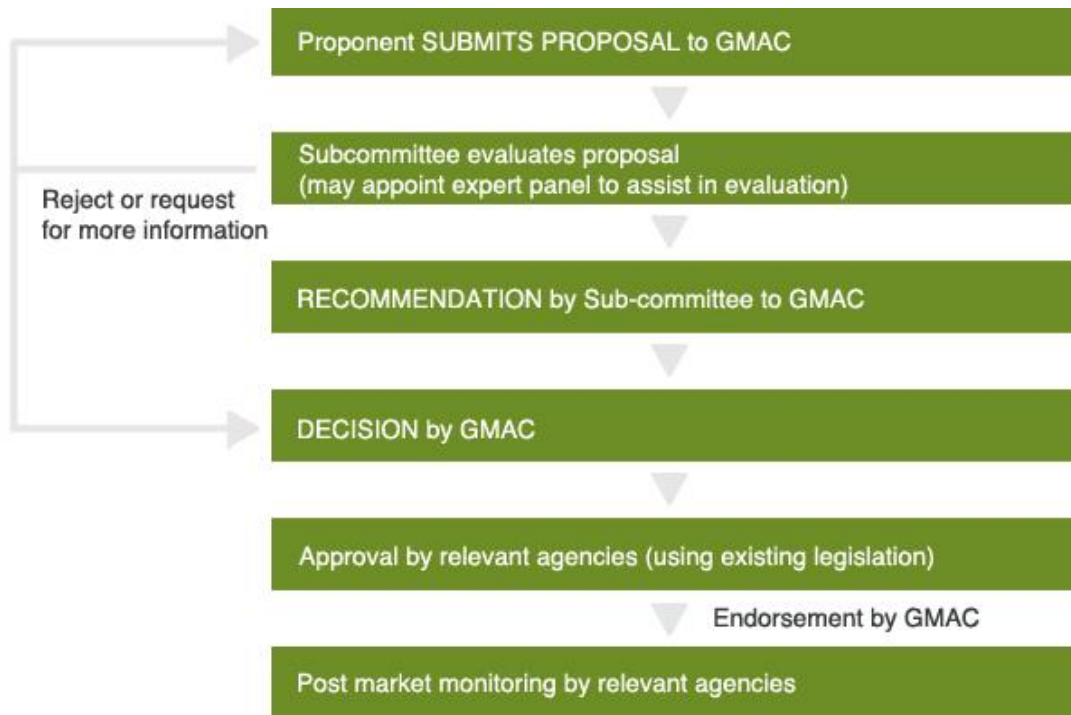 Proponent SUBMITS PROPOSAL to GMAC
Subcommittee evaluates proposal
(may appoint expert panel to assist in evaluation)
Reject or request
for more information
RECOMMENDATION by Sub-committee to GMAC
DECISION by GMAC
Approval by relevant agencies (using existing legislation)
Endorsement by GMAC
Post market monitoring by relevant agencies